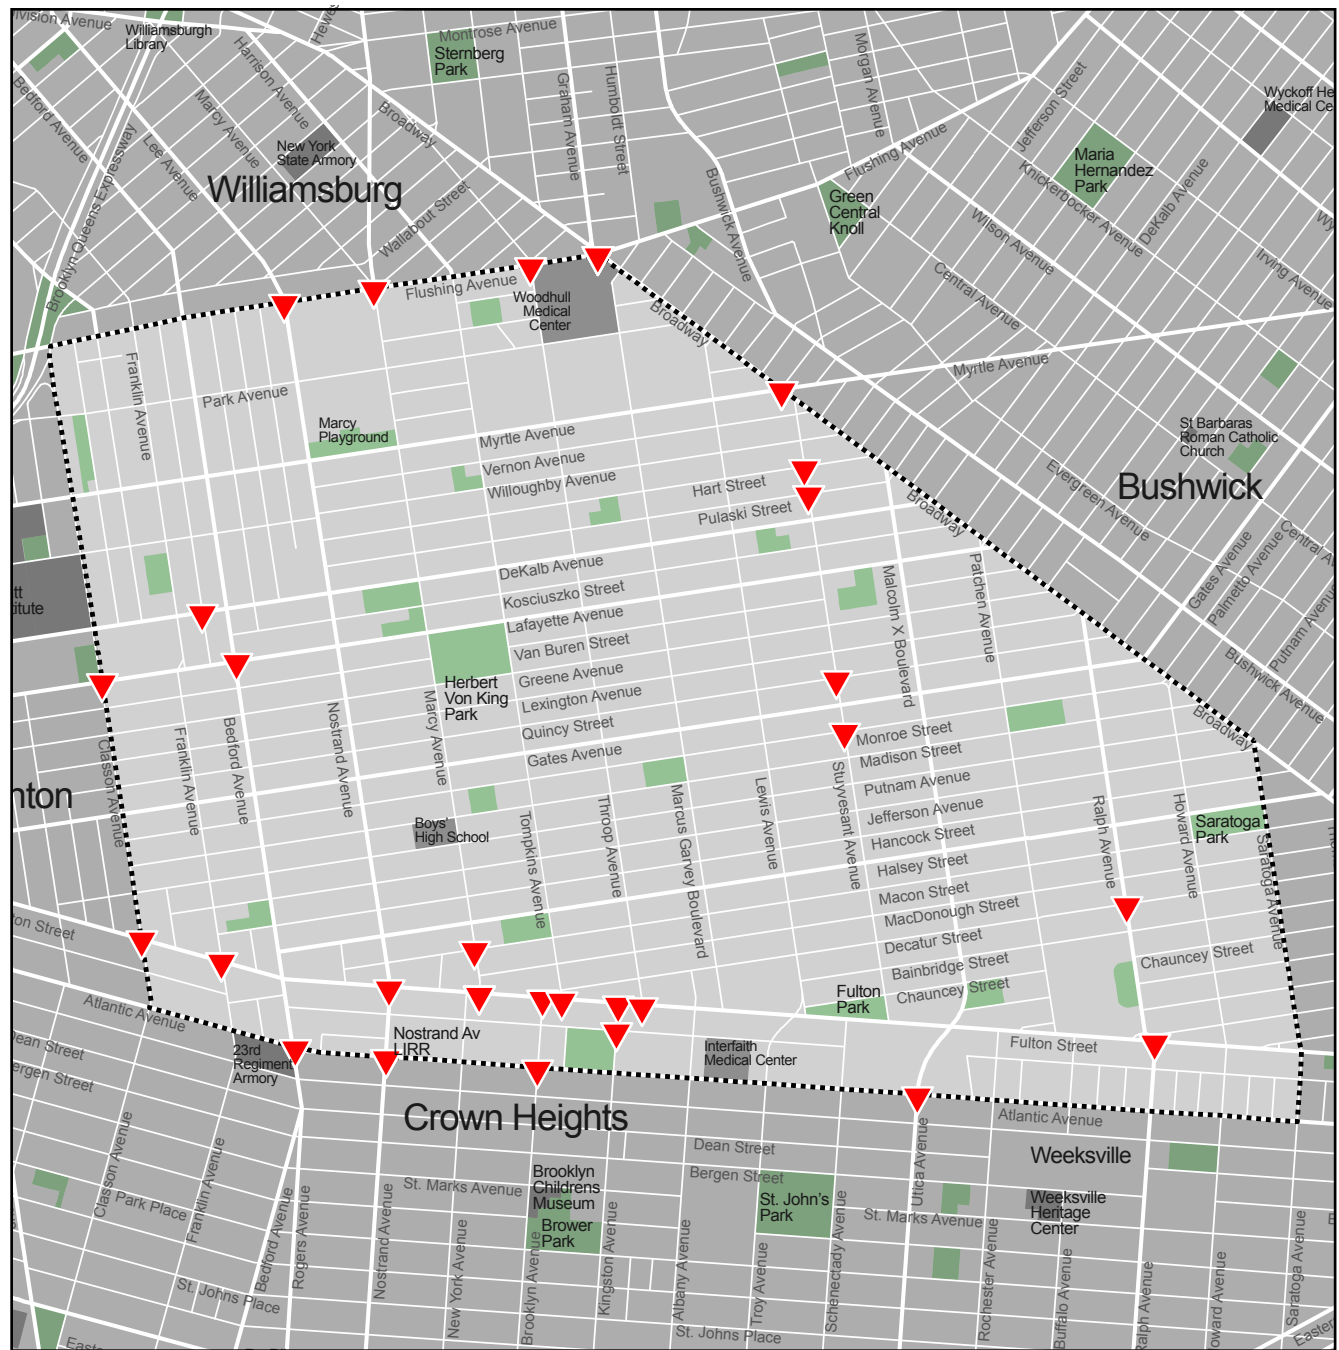 Division Avenue
Williamsburgh
Library
Hewes
Montrose Avenue
Sternberg
Park
Harrison Avenue
Bedford Avenue
Marcy Avenue
Lee Avenue
Broadway
Graham Avenue
Humboldt Street
Morgan Avenue
Jefferson Street
Wyckoff He
Medical Ce
New York
State Armory
Flushing Avenue
Maria
Hernandez
Park
Knickerbocker Avenue
DeKalb Avenue
Williamsburg
Brooklyn Queens Expressway
Wallabout Street
Bushwick Avenue
Green
Central
Knoll
Wilson Avenue
Wy
Irving Avenue
Central Avenue
Flushing Avenue
Woodhull
Medical
Center
Broadway
Myrtle Avenue
Franklin Avenue
Park Avenue
Marcy
Playground
Myrtle Avenue
Vernon Avenue
Willoughby Avenue
Hart Street
Pulaski Street
St Barbaras
Roman Catholic
Church
Bushwick
Evergreen Avenue
Broadway
Central A
Gates Avenue
Palmetto Avenue
Putnam Avenue
DeKalb Avenue
Kosciuszko Street
Lafayette Avenue
Van Buren Street
Greene Avenue
Lexington Avenue
Quincy Street
Gates Avenue
Malcolm X Boulevard
Patchen Avenue
tt
titute
Herbert
Von King
Park
Bushwick Avenue
Broadway
Classon Avenue
Franklin Avenue
Bedford Avenue
Nostrand Avenue
Marcy Avenue
Monroe Street
Madison Street
Putnam Avenue
Jefferson Avenue
Hancock Street
Halsey Street
Macon Street
MacDonough Street
Decatur Street
Bainbridge Street
Chauncey Street
nton
Boys'
High School
Tompkins Avenue
Throop Avenue
Marcus Garvey Boulevard
Lewis Avenue
Stuyvesant Avenue
Ralph Avenue
Howard Avenue
Saratoga
Park
Saratoga Avenue
Chauncey Street
ton Street
Atlantic Avenue
Fulton
Park
Nostrand Av
LIRR
23rd
Regiment
Armory
Interfaith
Medical Center
Fulton Street
Dean Street
ergen Street
Crown Heights
Atlantic Avenue
Dean Street
Bergen Street
Weeksville
Utica Avenue
Classon Avenue
Franklin Avenue
Park Place
St. Marks Avenue
Brooklyn
Childrens
Museum
Brower
Park
St. John's
Park
St. Marks Avenue
Weeksville
Heritage
Center
Bedford Avenue
Rogers Avenue
Nostrand Avenue
New York Avenue
Brooklyn Avenue
Kingston Avenue
Albany Avenue
Troy Avenue
Schenectady Avenue
Rochester Avenue
Buffalo Avenue
Ralph Avenue
oward Avenue
Saratoga Avenue
St. Johns Place
St. Johns Place
Easte
Easter